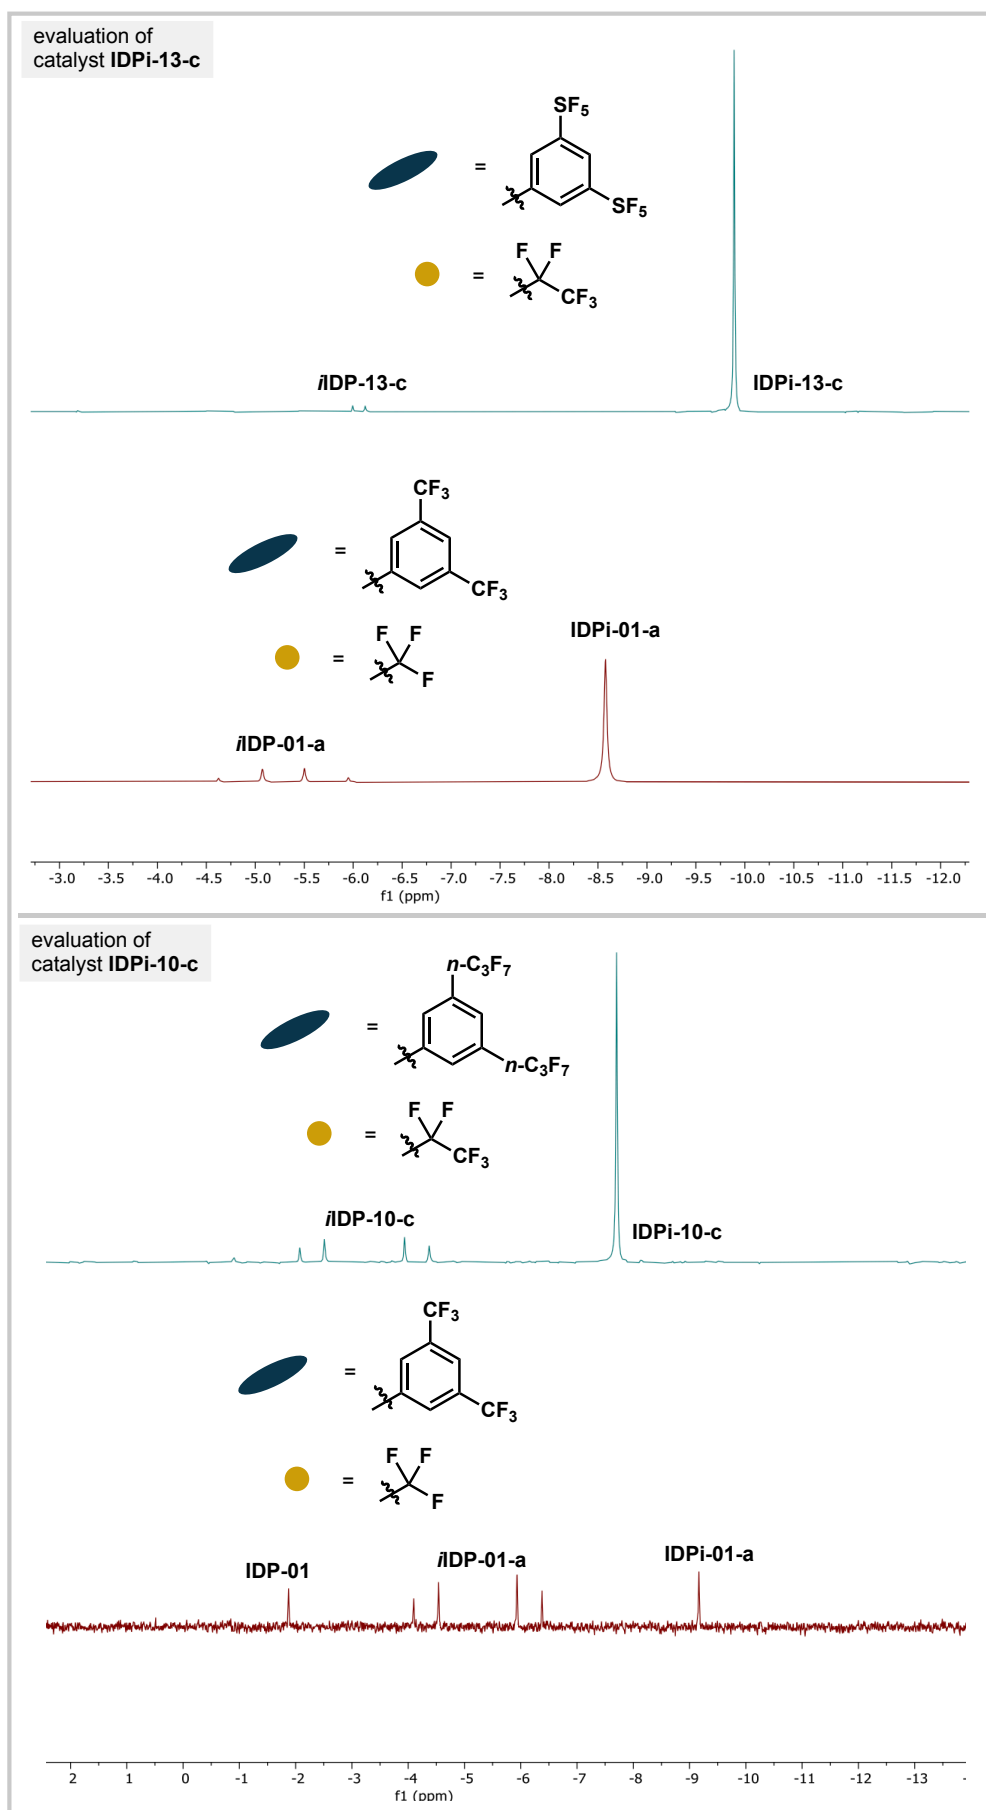 evaluation of
catalyst IDPi-13-c
SF5
=
SF5
F F
=
CF3
iIDP-13-c
IDPi-13-c
CF3
=
CF3
F F
=
F
IDPi-01-a
iIDP-01-a
-3.0 -3.5 -4.0 -4.5 -5.0 -5.5 -6.0 -6.5 -7.0 -7.5 -8.0 -8.5 -9.0 -9.5 -10.0 -10.5 -11.0 -11.5 -12.0
f1 (ppm)
evaluation of
catalyst IDPi-10-c
n-C3F7
=
n-C3F7
F F
=
CF3
iIDP-10-c
IDPi-10-c
CF3
=
CF3
F F
=
F
IDP-01
iIDP-01-a
IDPi-01-a
2 1 0 -1 -2 -3 -4 -5 -6 -7 -8 -9 -10 -11 -12 -13
f1 (ppm)